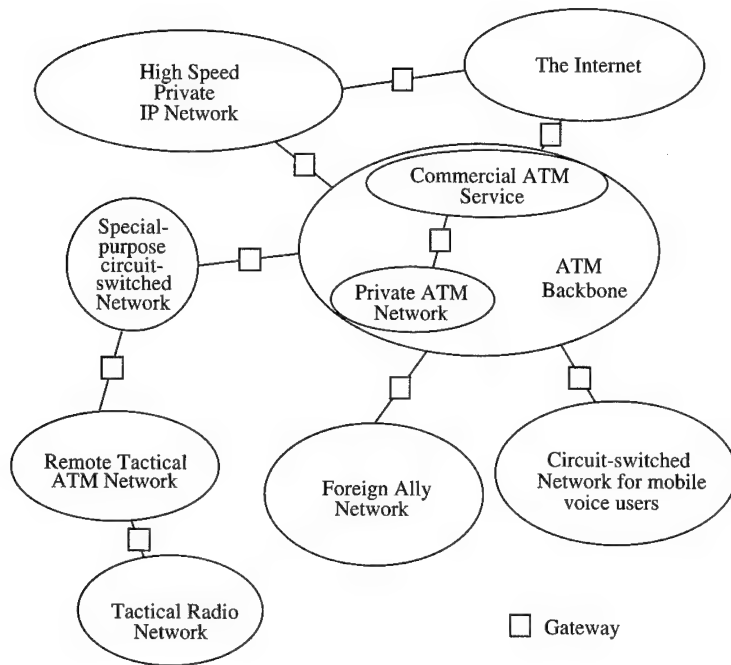 High Speed
Private
IP Network
The Internet
Commercial ATM
Service
Special-
purpose
circuit-
switched
Network
ATM
Backbone
Private ATM
Network
Remote Tactical
ATM Network
Foreign Ally
Network
Circuit-switched
Network for mobile
voice users
Tactical Radio
Network
Gateway